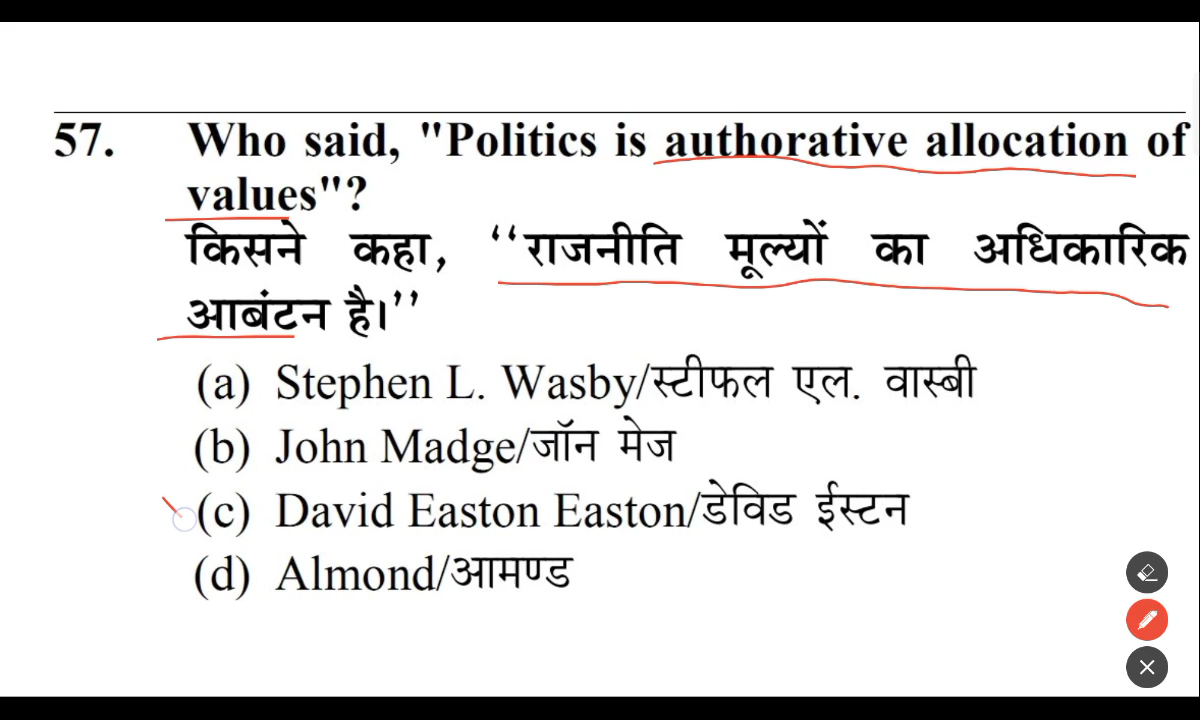 57. Who said, "Politics is authorative allocation of
values"?
किसने कहा, ‘‘राजनीति मूल्यों का अधिकारिक
आबंटन है।’’
(a) Stephen L. Wasby/स्टीफल एल. वास्बी
(b) John Madge/जॉन मेज
(c) David Easton Easton/डेविड ईस्टन
(d) Almond/आमण्ड